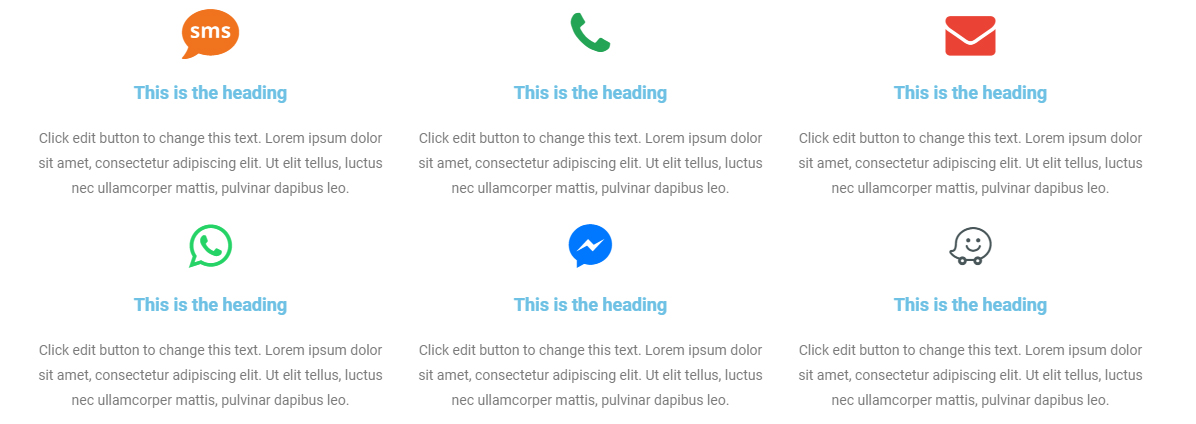 sms
This is the heading
Click edit button to change this text. Lorem ipsum dolor
sit amet, consectetur adipiscing elit. Ut elit tellus, luctus
nec ullamcorper mattis, pulvinar dapibus leo.
This is the heading
Click edit button to change this text. Lorem ipsum dolor
sit amet, consectetur adipiscing elit. Ut elit tellus, luctus
nec ullamcorper mattis, pulvinar dapibus leo.
This is the heading
Click edit button to change this text. Lorem ipsum dolor
sit amet, consectetur adipiscing elit. Ut elit tellus, luctus
nec ullamcorper mattis, pulvinar dapibus leo.
This is the heading
Click edit button to change this text. Lorem ipsum dolor
sit amet, consectetur adipiscing elit. Ut elit tellus, luctus
nec ullamcorper mattis, pulvinar dapibus leo.
This is the heading
Click edit button to change this text. Lorem ipsum dolor
sit amet, consectetur adipiscing elit. Ut elit tellus, luctus
nec ullamcorper mattis, pulvinar dapibus leo.
This is the heading
Click edit button to change this text. Lorem ipsum dolor
sit amet, consectetur adipiscing elit. Ut elit tellus, luctus
nec ullamcorper mattis, pulvinar dapibus leo.